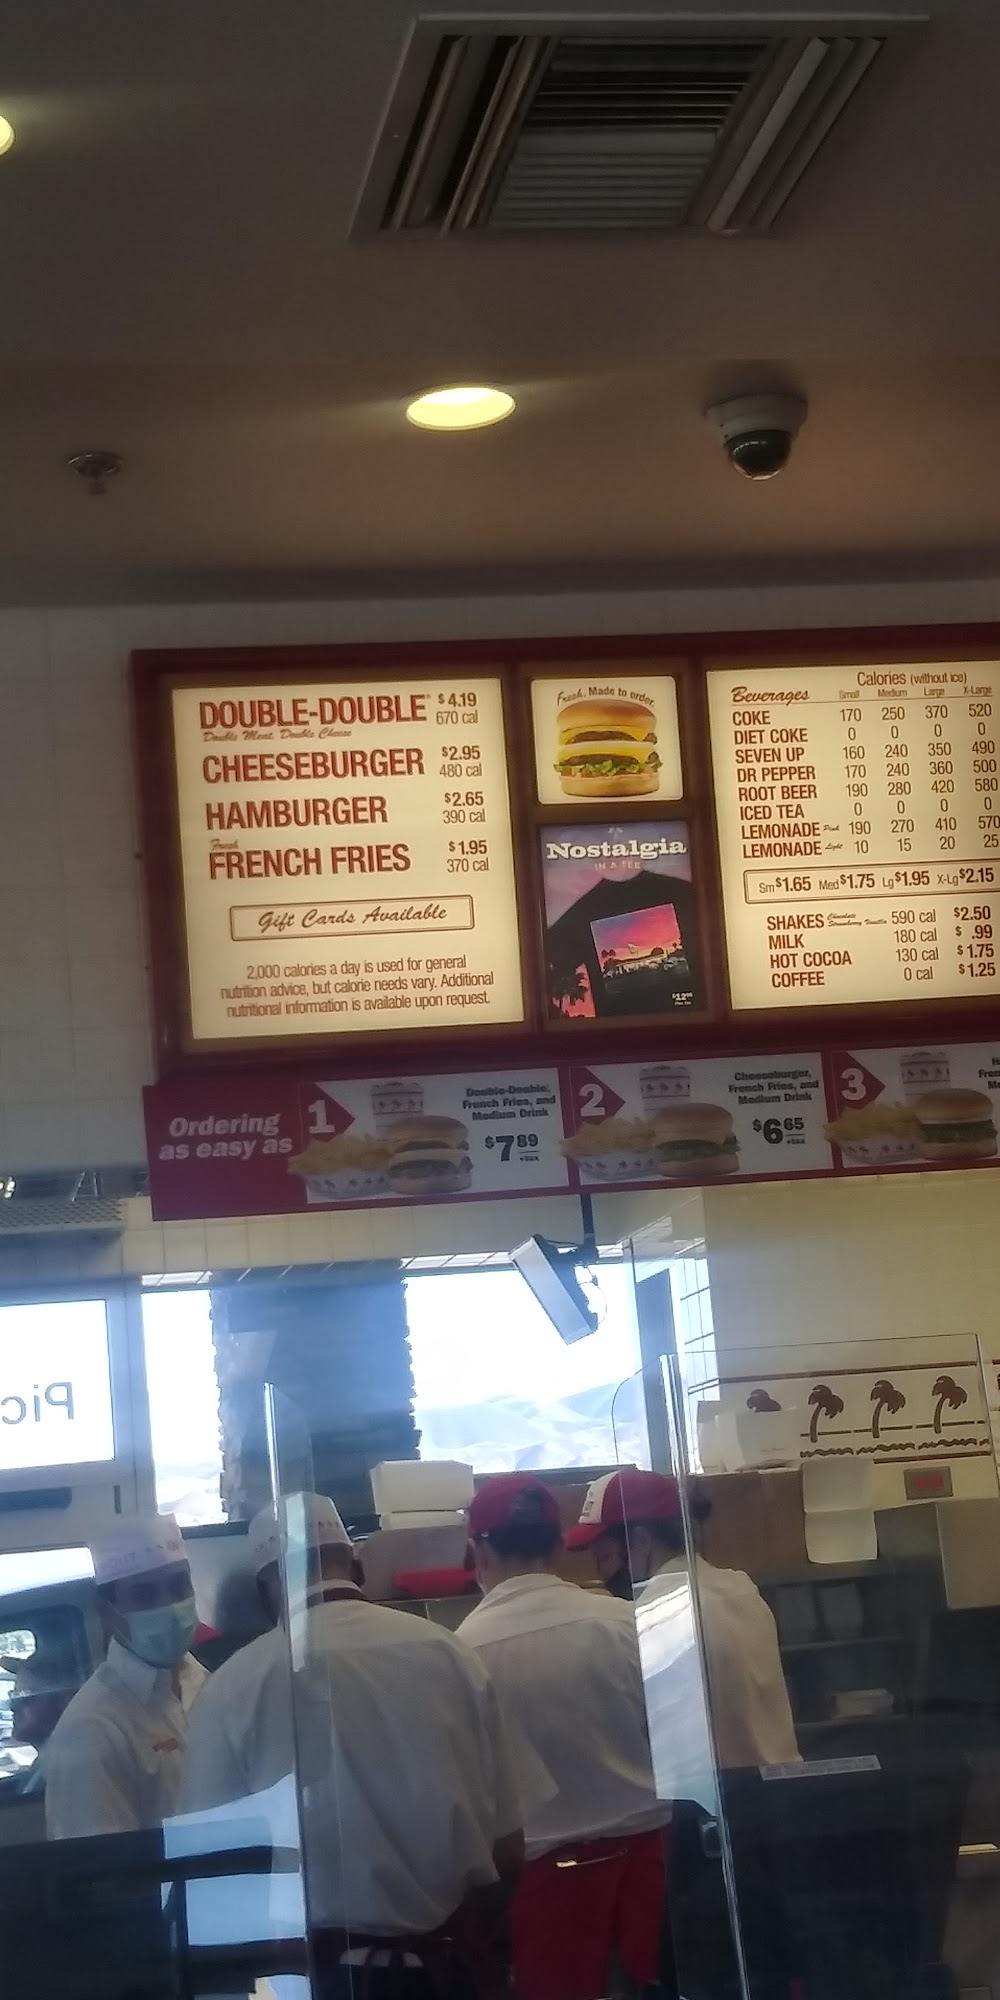 DOUBLE-DOUBLE® $4.19
Double Meat, Double Cheese 670 cal
CHEESEBURGER $2.95
480 cal
HAMBURGER $2.65
390 cal
Fresh
FRENCH FRIES $1.95
370 cal
Gift Cards Available
2,000 calories a day is used for general
nutrition advice, but calorie needs vary. Additional
nutritional information is available upon request.
Fresh. Made to order.
Nostalgia
IN A TEE
Calories (without ice)
Beverages Small Medium Large X-Large
COKE 170 250 370 520
DIET COKE 0 0 0 0
SEVEN UP 160 240 350 490
DR PEPPER 170 240 360 500
ROOT BEER 190 280 420 580
ICED TEA 0 0 0 0
LEMONADE Pink 190 270 410 570
LEMONADE Light 10 15 20 25
Sm $1.65 Med $1.75 Lg $1.95 X-Lg $2.15
SHAKES Chocolate Strawberry Vanilla 590 cal $2.50
MILK 180 cal $ .99
HOT COCOA 130 cal $1.75
COFFEE 0 cal $1.25
Ordering
as easy as
1
Double-Double,
French Fries, and
Medium Drink
$7.89
+tax
2
Cheeseburger,
French Fries, and
Medium Drink
$6.65
+tax
3
Pic